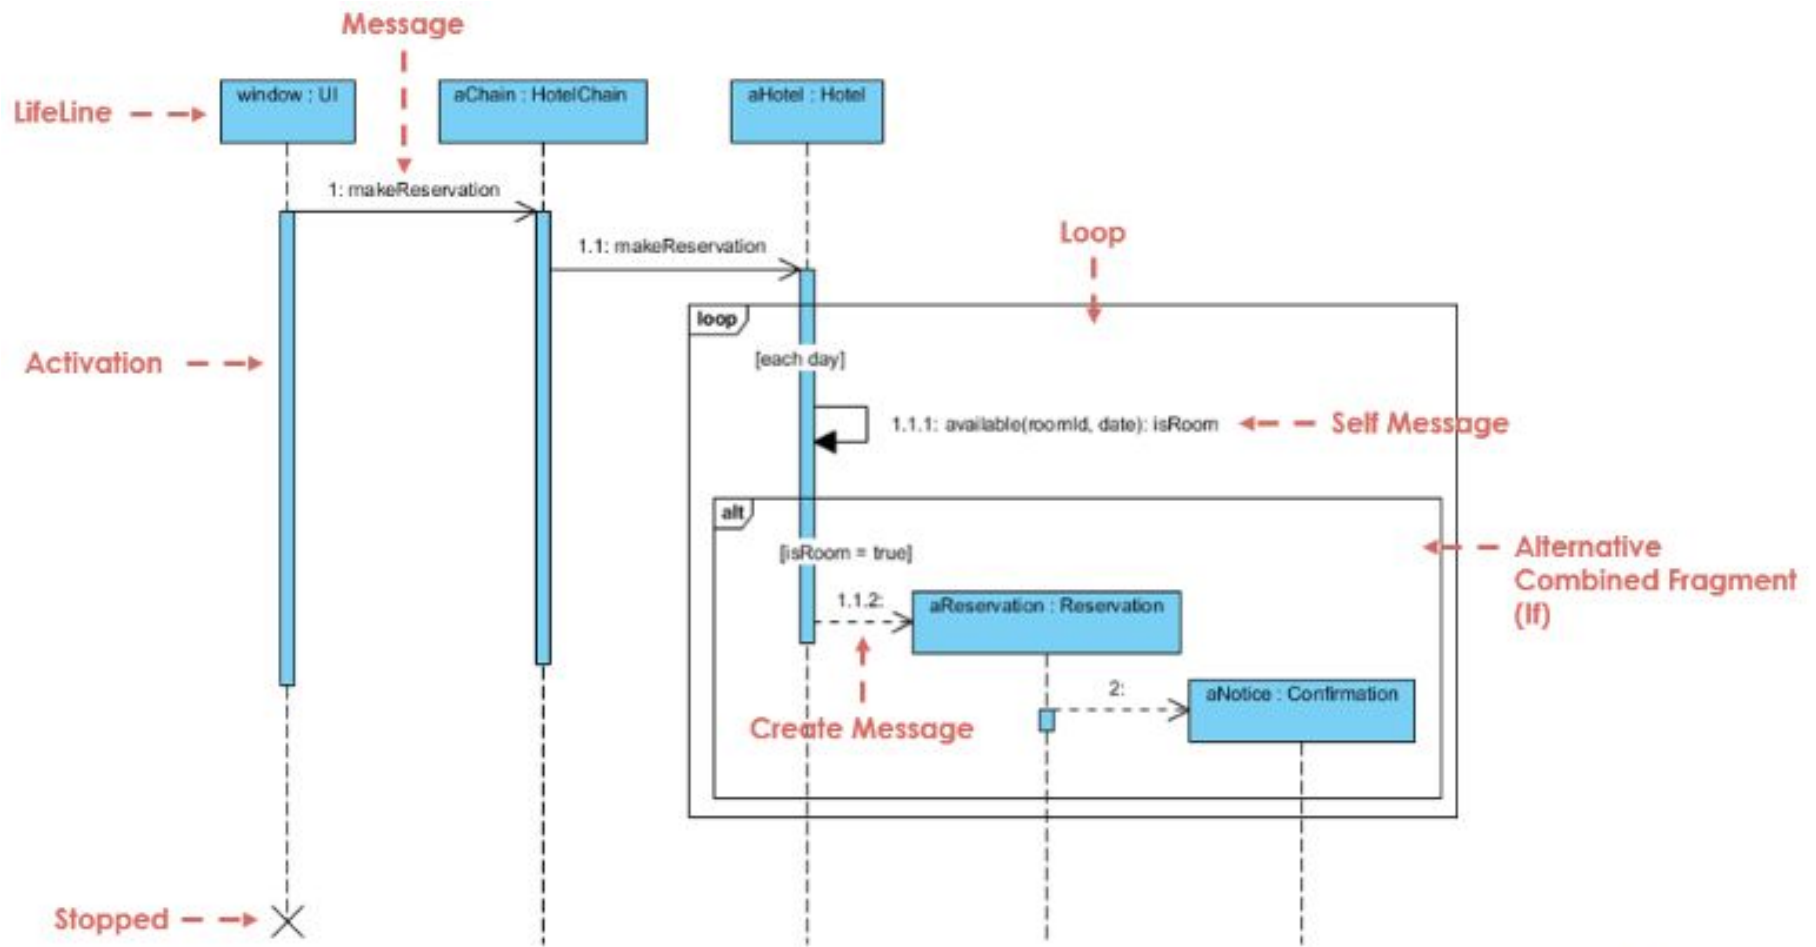 Message
LifeLine
window : UI
aChain : HotelChain
aHotel : Hotel
1: makeReservation
1.1: makeReservation
Loop
loop
Activation
[each day]
1.1.1: available(roomId, date): isRoom
Self Message
alt
[isRoom = true]
Alternative
Combined Fragment
(If)
1.1.2:
aReservation : Reservation
2:
aNotice : Confirmation
Create Message
Stopped